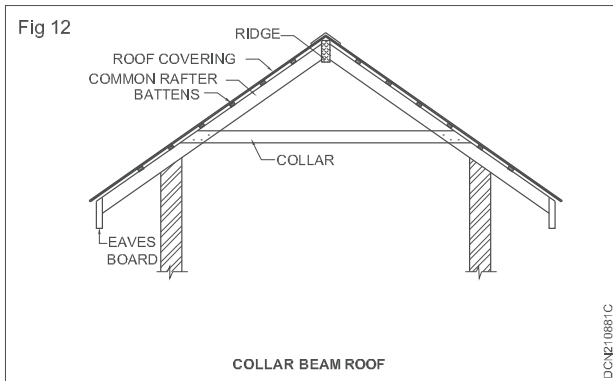 Fig 12
RIDGE
ROOF COVERING
COMMON RAFTER
BATTENS
COLLAR
EAVES
BOARD
COLLAR BEAM ROOF
DCN210881C